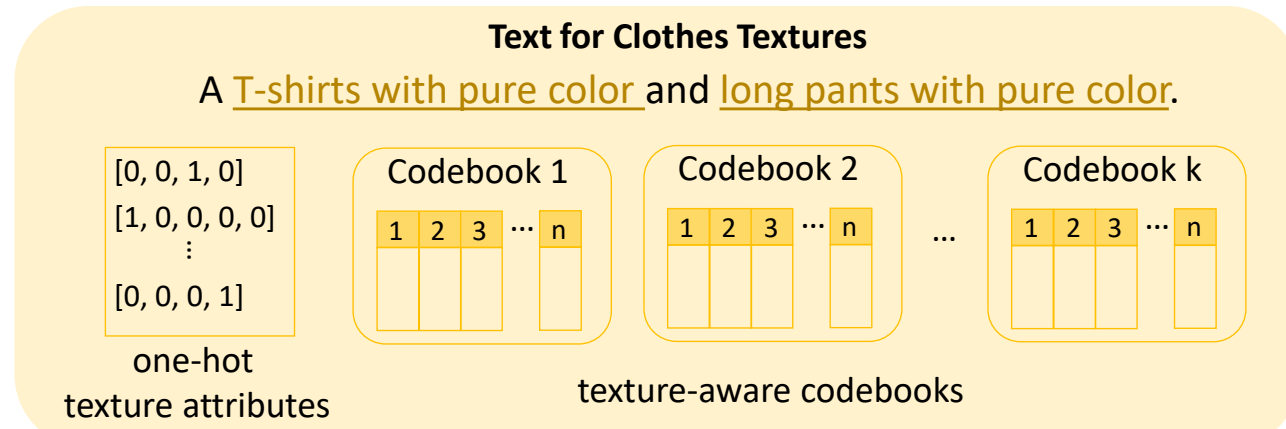 Text for Clothes Textures
A T-shirts with pure color and long pants with pure color.
[0, 0, 1, 0]
[1, 0, 0, 0, 0]
⋮
[0, 0, 0, 1]
one-hot
texture attributes
Codebook 1
1 2 3 ... n
Codebook 2
1 2 3 ... n
...
Codebook k
1 2 3 ... n
texture-aware codebooks